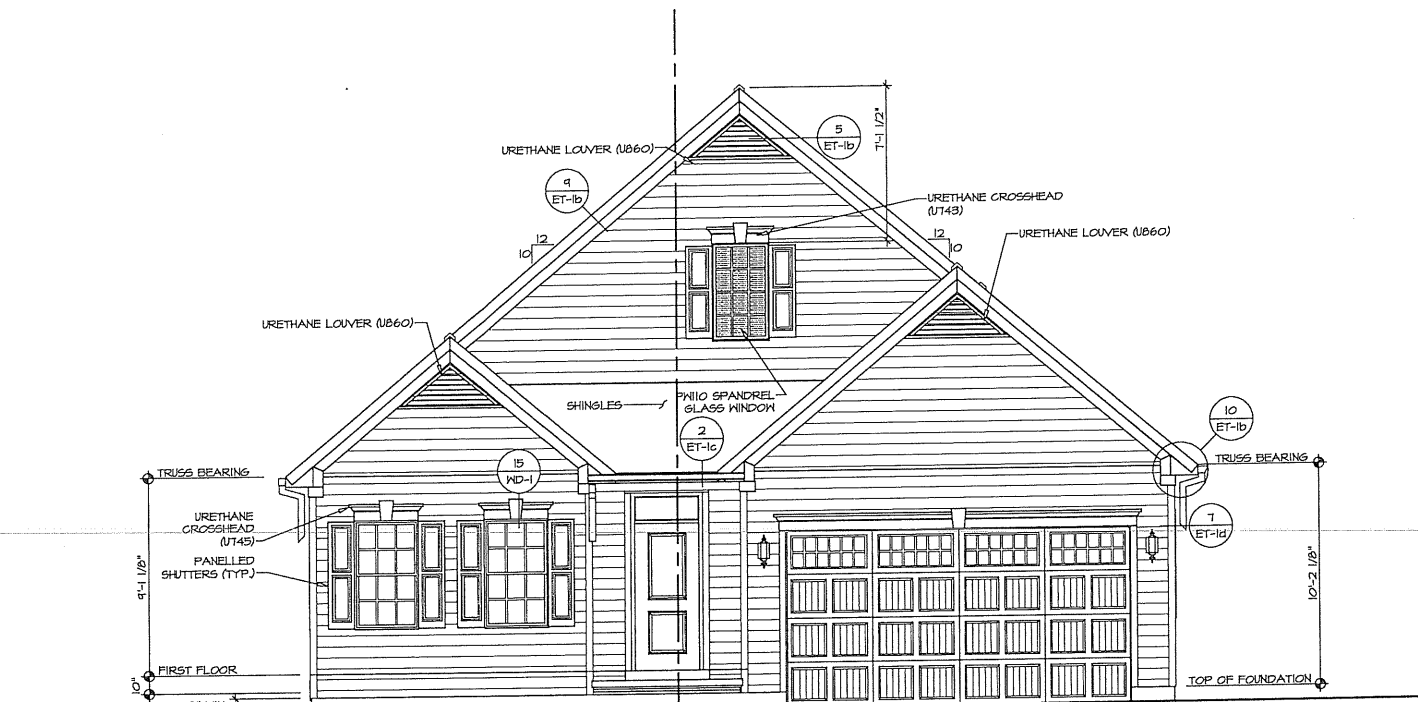 5
ET-1b
7'-1 1/2"
URETHANE LOUVER (U860)
9
ET-1b
URETHANE CROSSHEAD
(U743)
12
10
12
10
URETHANE LOUVER (U860)
URETHANE LOUVER (U860)
SHINGLES
PW110 SPANDREL
GLASS WINDOW
2
ET-1c
10
ET-1b
15
WD-1
TRUSS BEARING
TRUSS BEARING
URETHANE
CROSSHEAD
(U745)
7
ET-1d
PANELLED
SHUTTERS (TYP.)
9'-1 1/8"
10'-2 1/8"
FIRST FLOOR
10"
TOP OF FOUNDATION